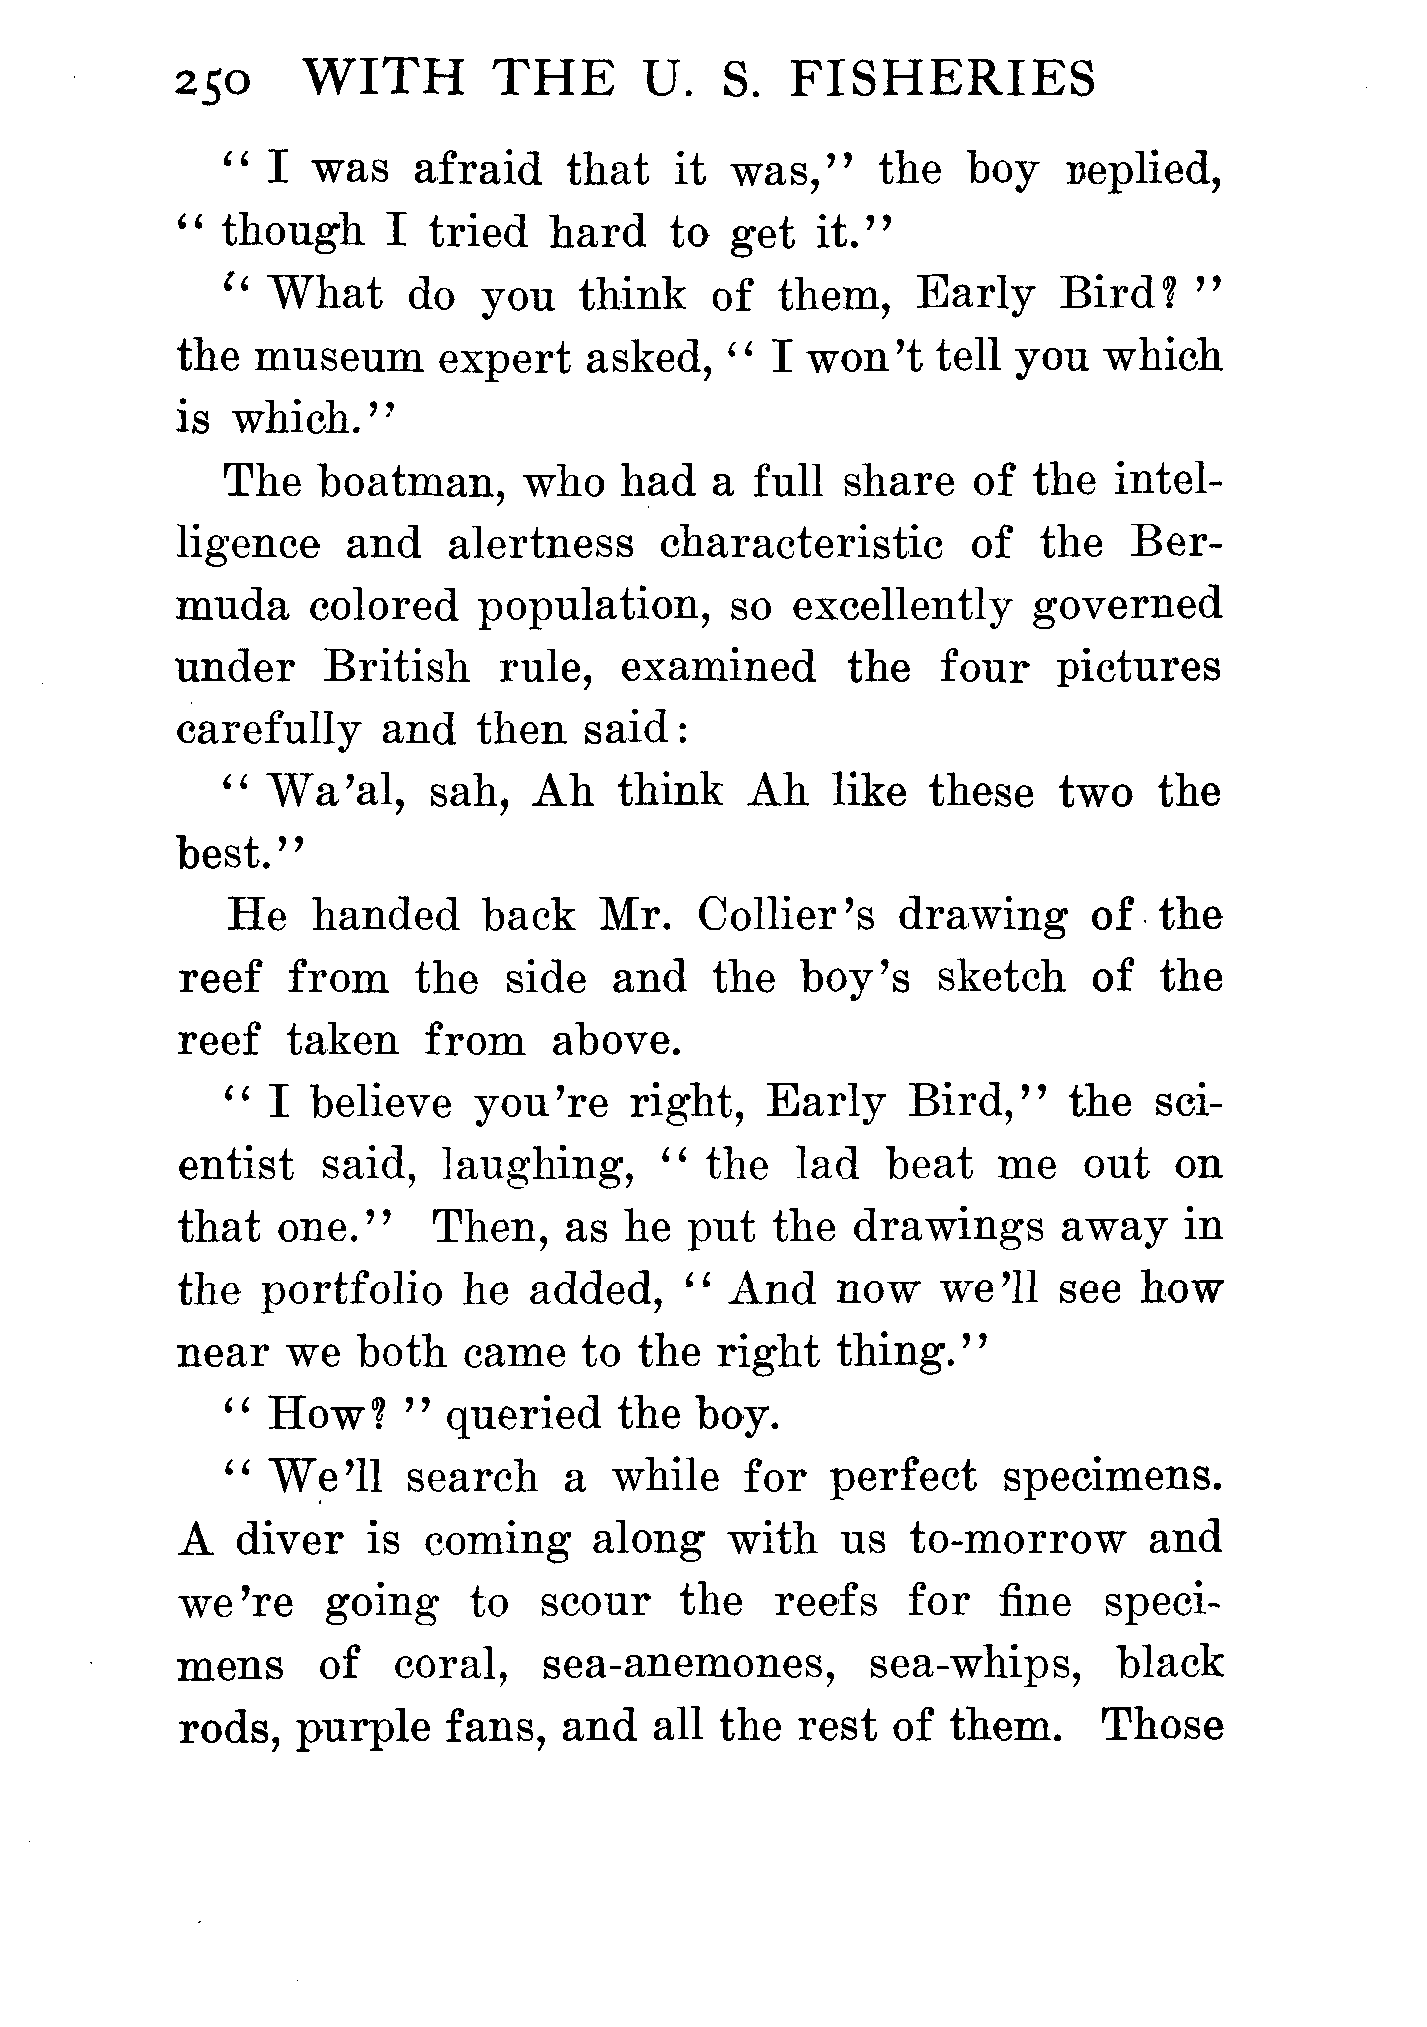 250 WITH THE U. S. FISHERIES
“ I was afraid that it was,” the boy replied,
“ though I tried hard to get it.”
“ What do you think of them, Early Bird? ”
the museum expert asked, “ I won’t tell you which
is which.”
The boatman, who had a full share of the intel-
ligence and alertness characteristic of the Ber-
muda colored population, so excellently governed
under British rule, examined the four pictures
carefully and then said:
“ Wa’al, sah, Ah think Ah like these two the
best.”
He handed back Mr. Collier’s drawing of the
reef from the side and the boy’s sketch of the
reef taken from above.
“ I believe you’re right, Early Bird,” the sci-
entist said, laughing, “ the lad beat me out on
that one.” Then, as he put the drawings away in
the portfolio he added, “ And now we’ll see how
near we both came to the right thing.”
“ How? ” queried the boy.
“ We’ll search a while for perfect specimens.
A diver is coming along with us to-morrow and
we’re going to scour the reefs for fine speci-
mens of coral, sea-anemones, sea-whips, black
rods, purple fans, and all the rest of them. Those